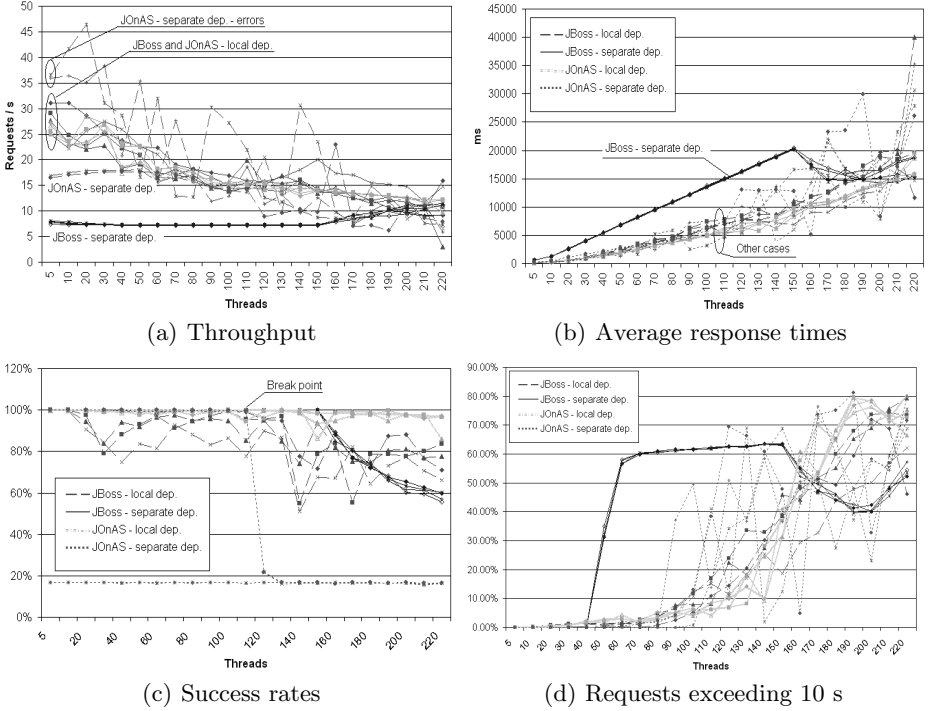 50
45
40
35
30
25
20
15
10
5
0
Requests / s
JOnAS - separate dep. - errors
JBoss and JOnAS - local dep.
JOnAS - separate dep.
JBoss - separate dep.
5 10 20 30 40 50 60 70 80 90 100 110 120 130 140 150 160 170 180 190 200 210 220
Threads
(a) Throughput
45000
40000
35000
30000
25000
20000
15000
10000
5000
0
ms
JBoss - local dep.
JBoss - separate dep.
JOnAS - local dep.
JOnAS - separate dep.
JBoss - separate dep.
Other cases
5 10 20 30 40 50 60 70 80 90 100 110 120 130 140 150 160 170 180 190 200 210 220
Threads
(b) Average response times
120%
100%
80%
60%
40%
20%
0%
Break point
JBoss - local dep.
JBoss - separate dep.
JOnAS - local dep.
JOnAS - separate dep.
5 20 40 60 80 100 120 140 160 180 200 220
Threads
(c) Success rates
90.00%
80.00%
70.00%
60.00%
50.00%
40.00%
30.00%
20.00%
10.00%
0.00%
JBoss - local dep.
JBoss - separate dep.
JOnAS - local dep.
JOnAS - separate dep.
5 10 20 30 40 50 60 70 80 90 100 110 120 130 140 150 160 170 180 190 200 210 220
Threads
(d) Requests exceeding 10 s